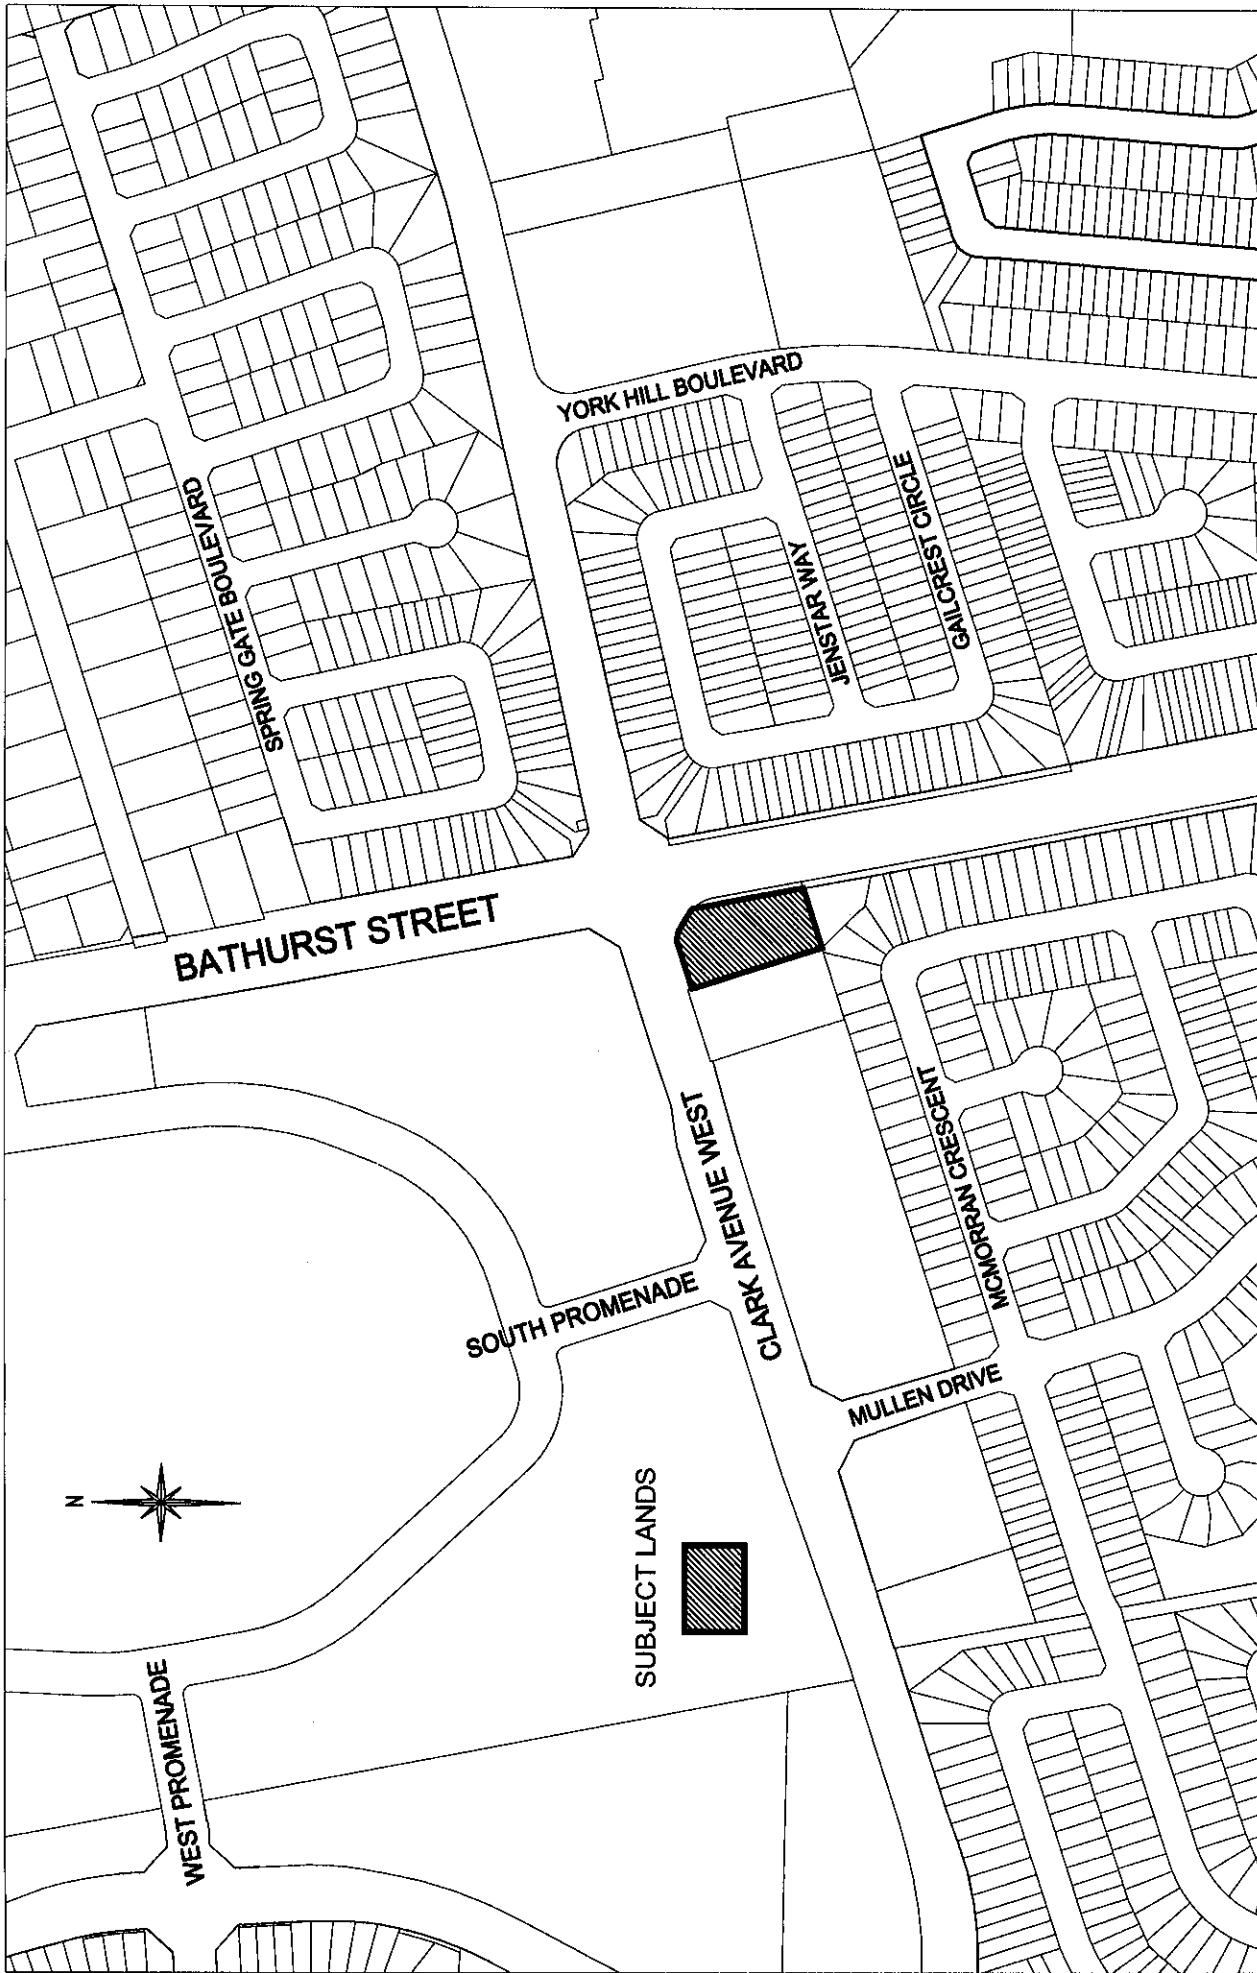 N
WEST PROMENADE
SUBJECT LANDS
SOUTH PROMENADE
CLARK AVENUE WEST
MULLEN DRIVE
MCMORRAN CRESCENT
BATHURST STREET
SPRING GATE BOULEVARD
YORK HILL BOULEVARD
JENSTAR WAY
GAILCREST CIRCLE